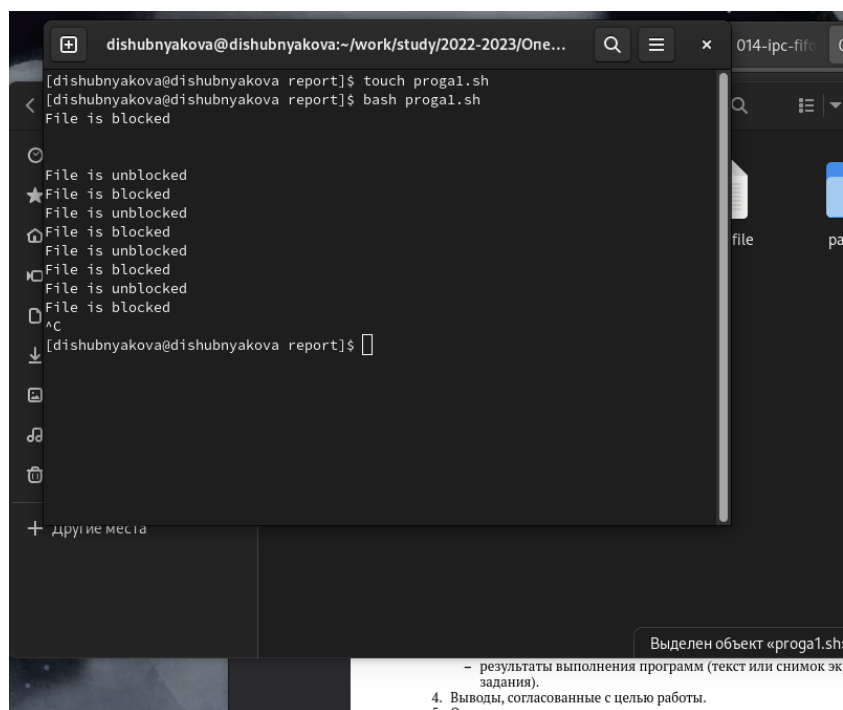 dishubnyakova@dishubnyakova:~/work/study/2022-2023/One...
014-ipc-fifo
[dishubnyakova@dishubnyakova report]$ touch proga1.sh
[dishubnyakova@dishubnyakova report]$ bash proga1.sh
File is blocked
File is unblocked
File is blocked
File is unblocked
File is blocked
File is unblocked
File is blocked
File is unblocked
File is blocked
^C
[dishubnyakova@dishubnyakova report]$
file
pa
Другие места
Выделен объект «proga1.sh»
– результаты выполнения программ (текст или снимок эк
задания).
4. Выводы, согласованные с целью работы.